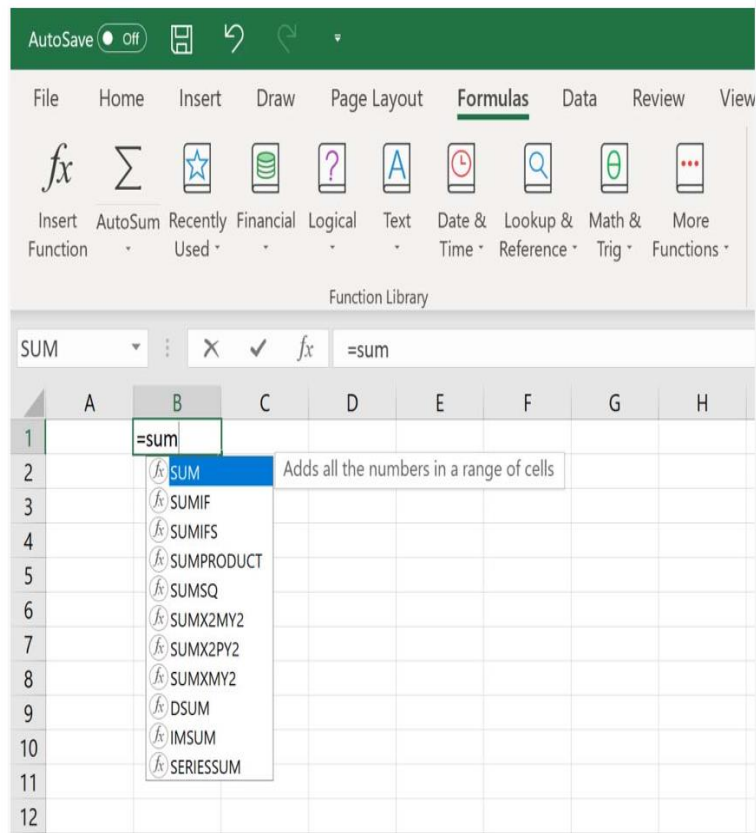 AutoSave Off
File Home Insert Draw Page Layout Formulas Data Review View
fx
Insert Function
AutoSum
Recently Used
Financial
Logical
Text
Date & Time
Lookup & Reference
Math & Trig
More Functions
Function Library
SUM fx =sum
A B C D E F G H
1 =sum
2 SUM Adds all the numbers in a range of cells
3 SUMIF
SUMIFS
4 SUMPRODUCT
5 SUMSQ
6 SUMX2MY2
7 SUMX2PY2
8 SUMXMY2
9 DSUM
10 IMSUM
11 SERIESSUM
12